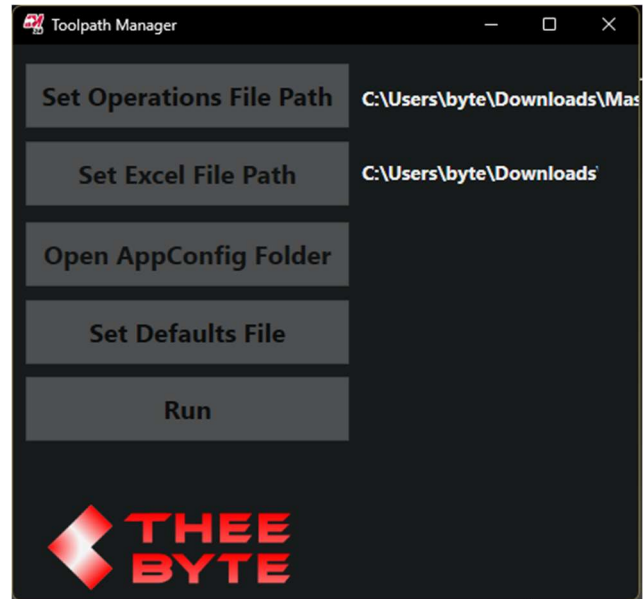 Toolpath Manager
Set Operations File Path
C:\Users\byte\Downloads\Mas
Set Excel File Path
C:\Users\byte\Downloads
Open AppConfig Folder
Set Defaults File
Run
THEE
BYTE